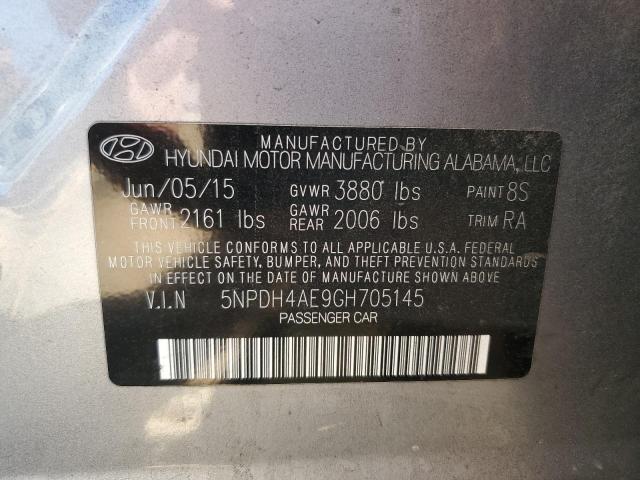 MANUFACTURED BY
HYUNDAI MOTOR MANUFACTURING ALABAMA, LLC
Jun/05/15 GVWR 3880 lbs PAINT 8S
GAWR FRONT 2161 lbs GAWR REAR 2006 lbs TRIM RA
THIS VEHICLE CONFORMS TO ALL APPLICABLE U.S.A. FEDERAL
MOTOR VEHICLE SAFETY, BUMPER, AND THEFT PREVENTION STANDARDS
IN EFFECT ON THE DATE OF MANUFACTURE SHOWN ABOVE.
V.I.N 5NPDH4AE9GH705145
PASSENGER CAR